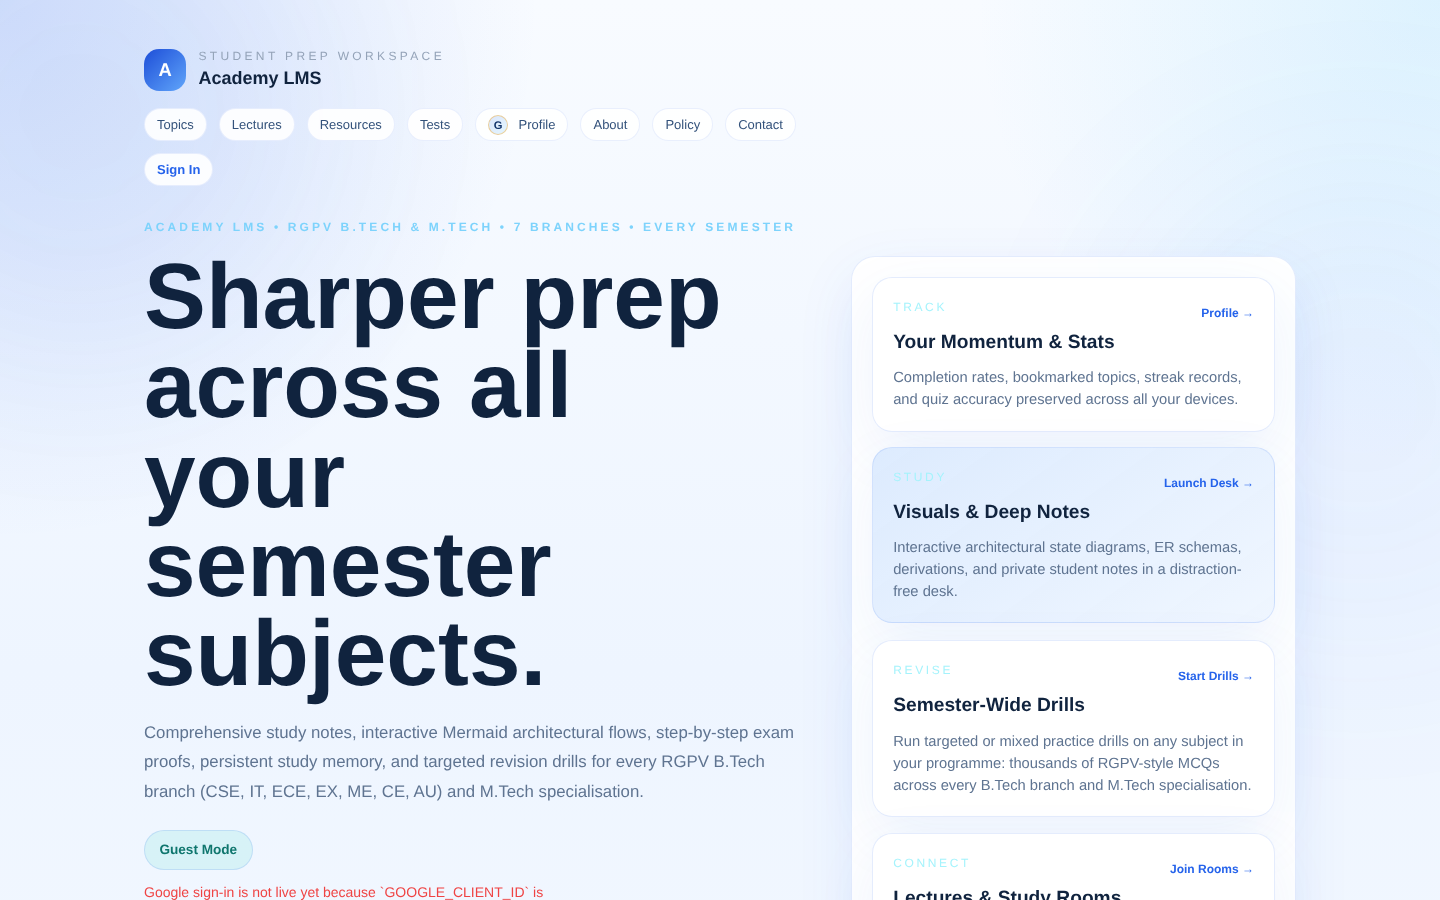 A
STUDENT PREP WORKSPACE
Academy LMS
Topics
Lectures
Resources
Tests
G
Profile
About
Policy
Contact
Sign In
ACADEMY LMS • RGPV B.TECH & M.TECH • 7 BRANCHES • EVERY SEMESTER
Sharper prep
across all
your
semester
subjects.
Comprehensive study notes, interactive Mermaid architectural flows, step-by-step exam
proofs, persistent study memory, and targeted revision drills for every RGPV B.Tech
branch (CSE, IT, ECE, EX, ME, CE, AU) and M.Tech specialisation.
Guest Mode
Google sign-in is not live yet because `GOOGLE_CLIENT_ID` is
TRACK
Profile →
Your Momentum & Stats
Completion rates, bookmarked topics, streak records,
and quiz accuracy preserved across all your devices.
STUDY
Launch Desk →
Visuals & Deep Notes
Interactive architectural state diagrams, ER schemas,
derivations, and private student notes in a distraction-
free desk.
REVISE
Start Drills →
Semester-Wide Drills
Run targeted or mixed practice drills on any subject in
your programme: thousands of RGPV-style MCQs
across every B.Tech branch and M.Tech specialisation.
CONNECT
Join Rooms →
Lectures & Study Rooms